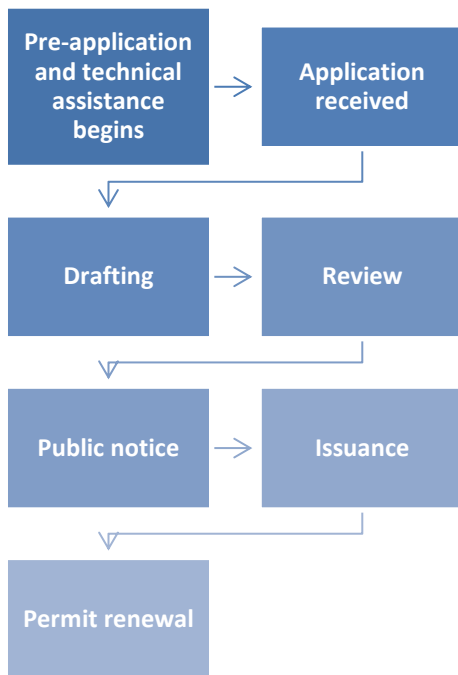 Pre-application
and technical
assistance
begins
Application
received
Drafting
Review
Public notice
Issuance
Permit renewal